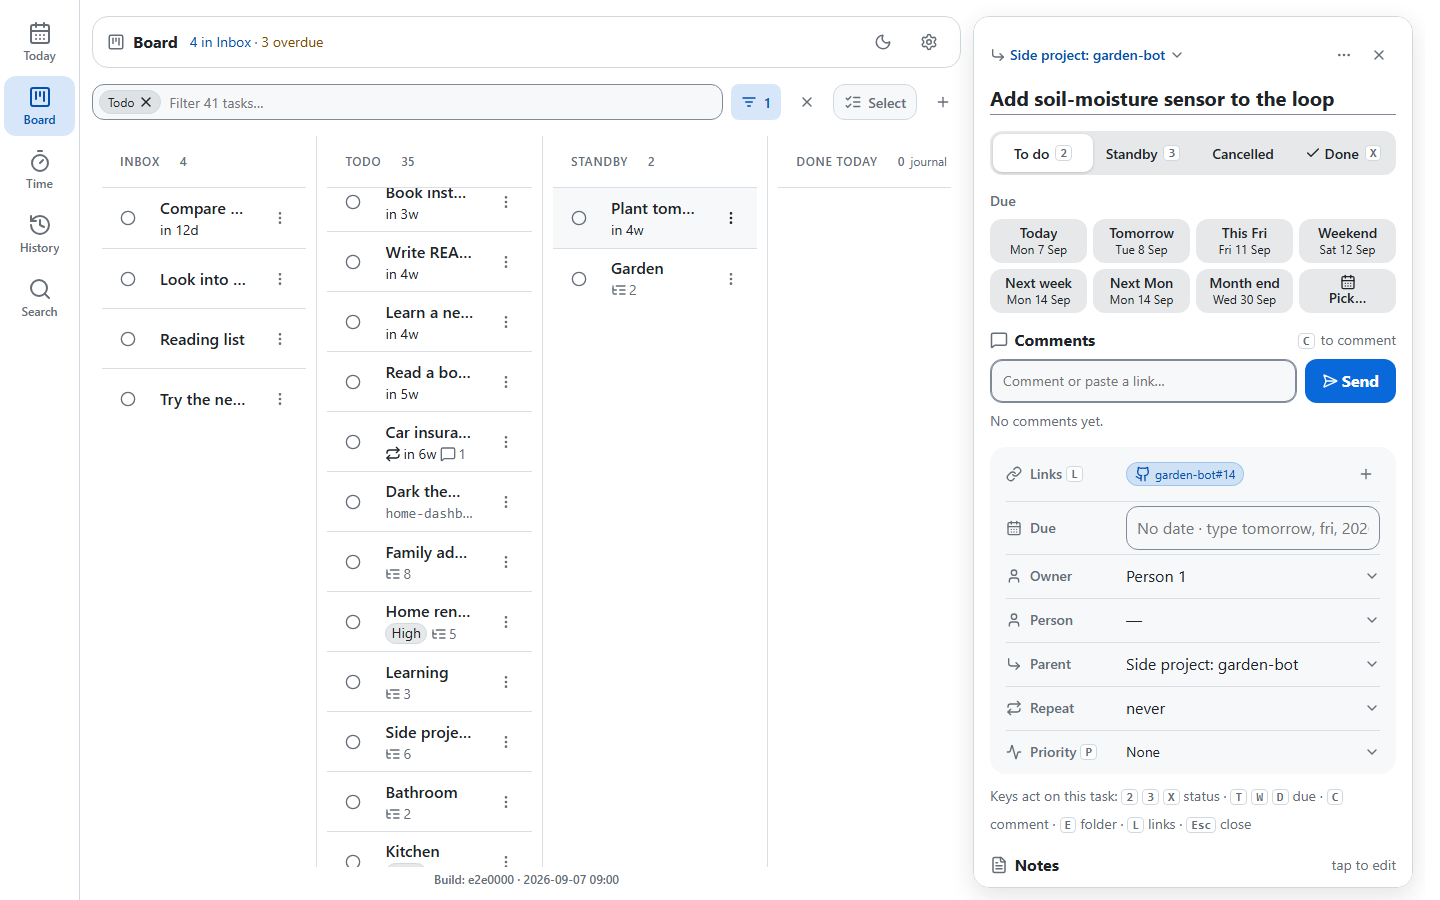 Today
Board
Time
History
Search
Board 4 in Inbox · 3 overdue
Todo Filter 41 tasks...
1
Select
INBOX 4
Compare ...
in 12d
Look into ...
Reading list
Try the ne...
TODO 35
Book inst...
in 3w
Write REA...
in 4w
Learn a ne...
in 4w
Read a bo...
in 5w
Car insura...
in 6w 1
Dark the...
home-dashb...
Family ad...
8
Home ren...
High 5
Learning
3
Side proje...
6
Bathroom
2
Kitchen
STANDBY 2
Plant tom...
in 4w
Garden
2
DONE TODAY 0 journal
Build: e2e0000 · 2026-09-07 09:00
Side project: garden-bot
Add soil-moisture sensor to the loop
To do 2 Standby 3 Cancelled Done X
Due
Today Tomorrow This Fri Weekend
Mon 7 Sep Tue 8 Sep Fri 11 Sep Sat 12 Sep
Next week Next Mon Month end Pick...
Mon 14 Sep Mon 14 Sep Wed 30 Sep
Comments C to comment
Comment or paste a link... Send
No comments yet.
Links L garden-bot#14
Due No date · type tomorrow, fri, 202
Owner Person 1
Person —
Parent Side project: garden-bot
Repeat never
Priority P None
Keys act on this task: 2 3 X status · T W D due · C
comment · E folder · L links · Esc close
Notes tap to edit